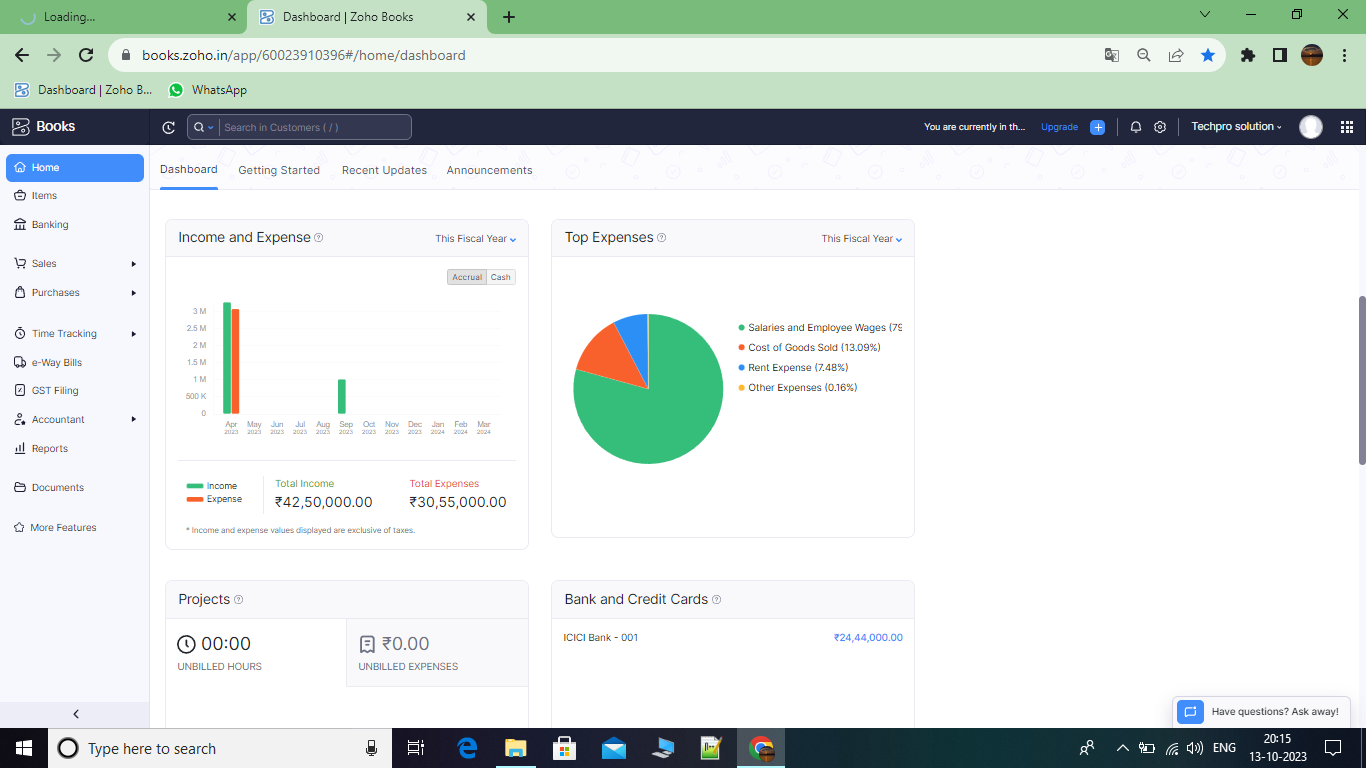 Loading...
Dashboard | Zoho Books
books.zoho.in/app/60023910396#/home/dashboard
Dashboard | Zoho B...
WhatsApp
Books
Search in Customers ( / )
You are currently in th...
Upgrade
Techpro solution
Home
Items
Banking
Sales
Purchases
Time Tracking
e-Way Bills
GST Filing
Accountant
Reports
Documents
More Features
Dashboard
Getting Started
Recent Updates
Announcements
Income and Expense
This Fiscal Year
Accrual
Cash
3 M
2.5 M
2 M
1.5 M
1 M
500 K
0
Apr May Jun Jul Aug Sep Oct Nov Dec Jan Feb Mar
2023 2023 2023 2023 2023 2023 2023 2023 2023 2024 2024 2024
Income
Expense
Total Income
₹42,50,000.00
Total Expenses
₹30,55,000.00
* Income and expense values displayed are exclusive of taxes.
Top Expenses
This Fiscal Year
Salaries and Employee Wages (79
Cost of Goods Sold (13.09%)
Rent Expense (7.48%)
Other Expenses (0.16%)
Projects
00:00
UNBILLED HOURS
₹0.00
UNBILLED EXPENSES
Bank and Credit Cards
ICICI Bank - 001
₹24,44,000.00
Have questions? Ask away!
Type here to search
ENG
20:15
13-10-2023